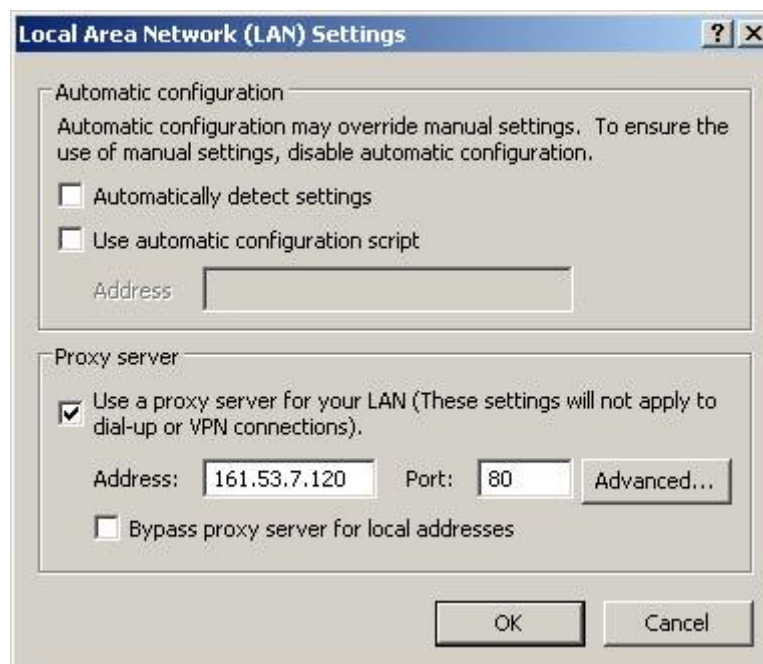 Local Area Network (LAN) Settings
Automatic configuration
Automatic configuration may override manual settings. To ensure the
use of manual settings, disable automatic configuration.
Automatically detect settings
Use automatic configuration script
Address
Proxy server
Use a proxy server for your LAN (These settings will not apply to
dial-up or VPN connections).
Address: 161.53.7.120 Port: 80 Advanced...
Bypass proxy server for local addresses
OK Cancel